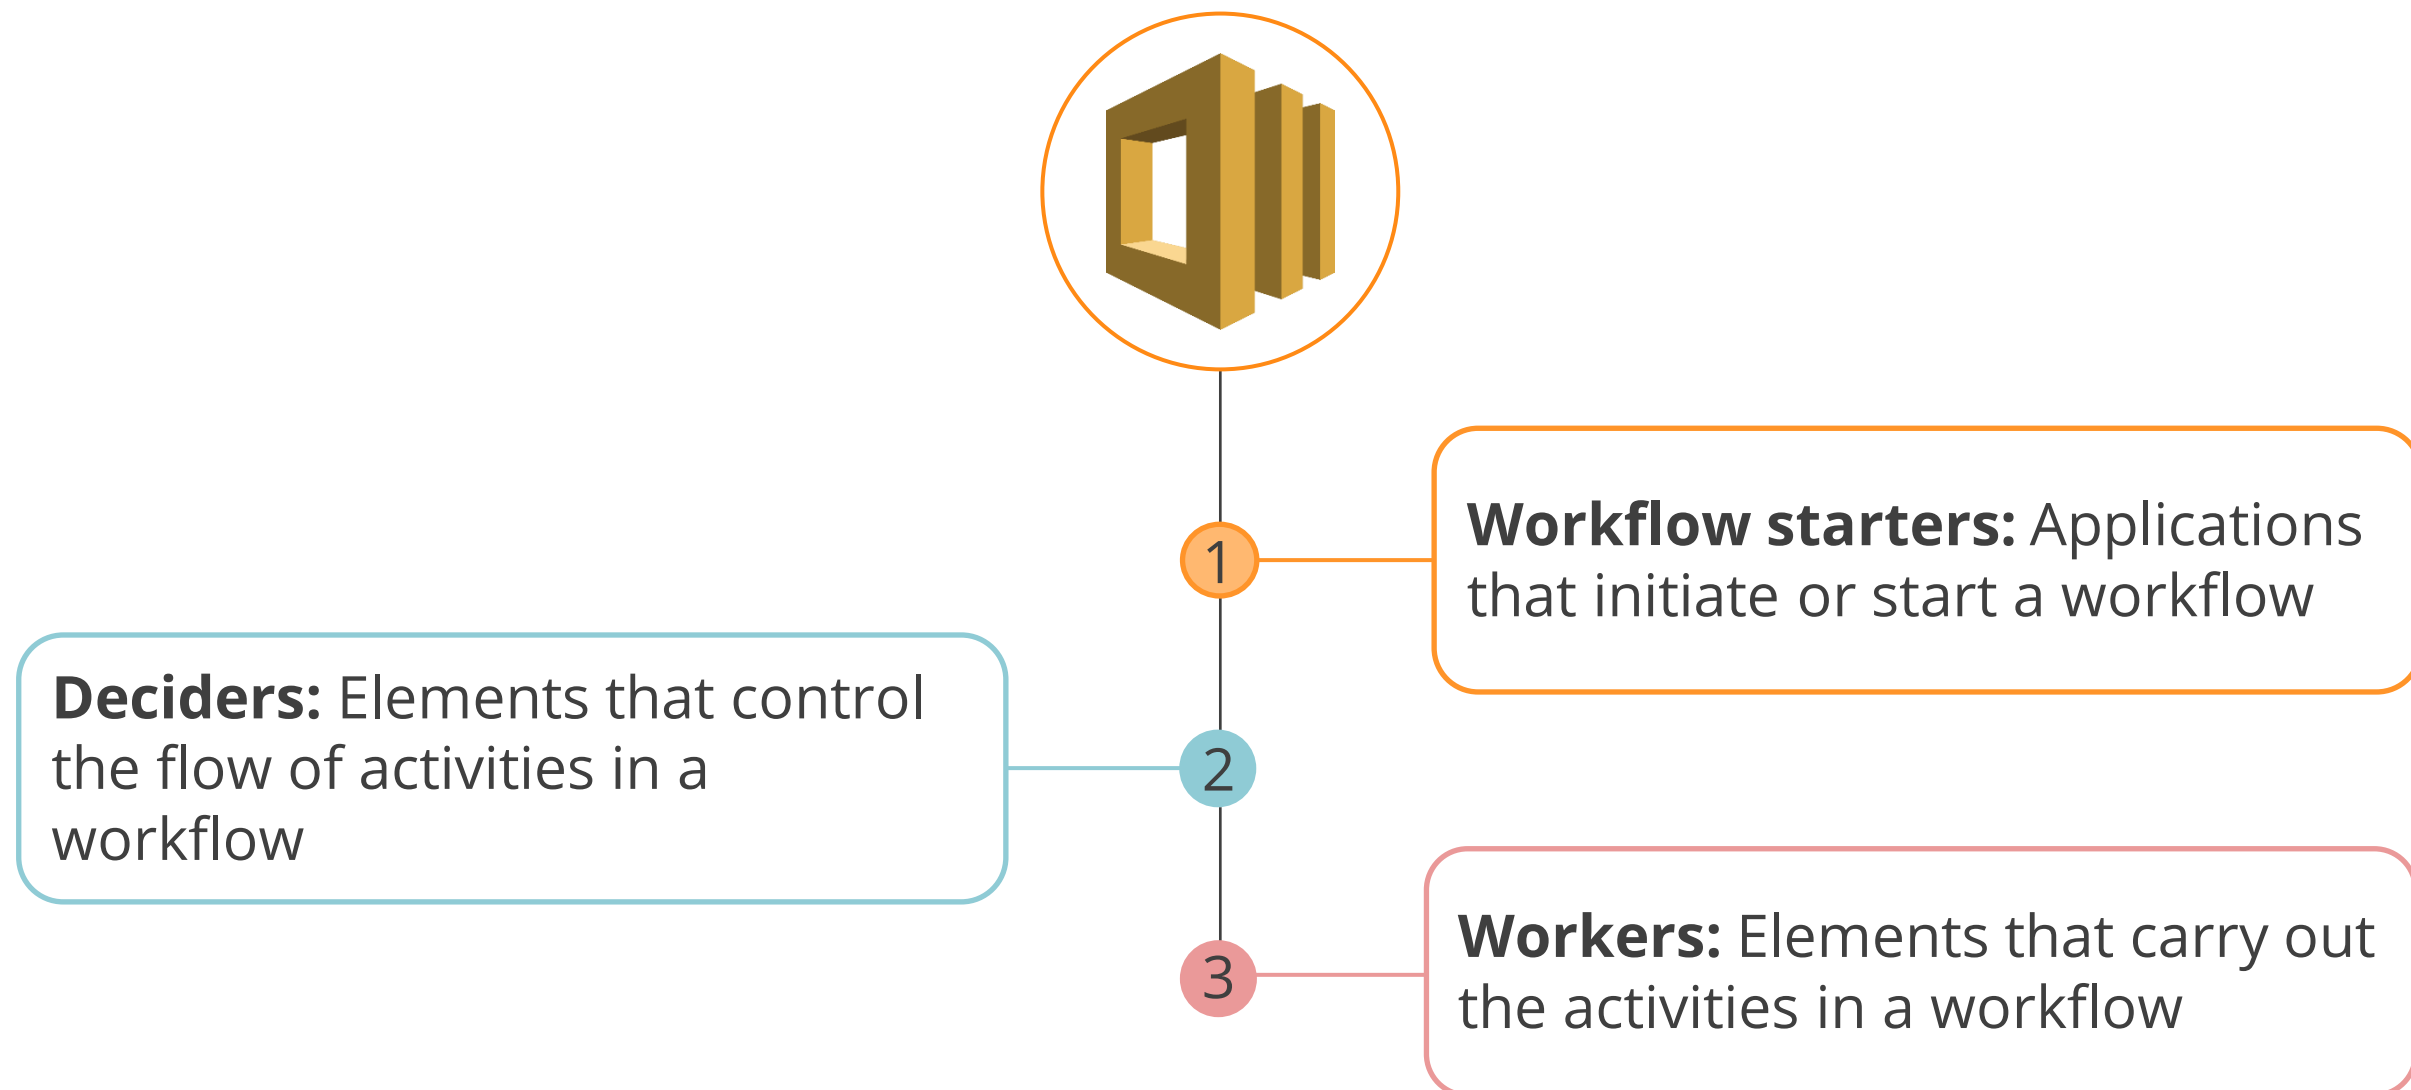 1
Workflow starters: Applications
that initiate or start a workflow
2
Deciders: Elements that control
the flow of activities in a
workflow
3
Workers: Elements that carry out
the activities in a workflow